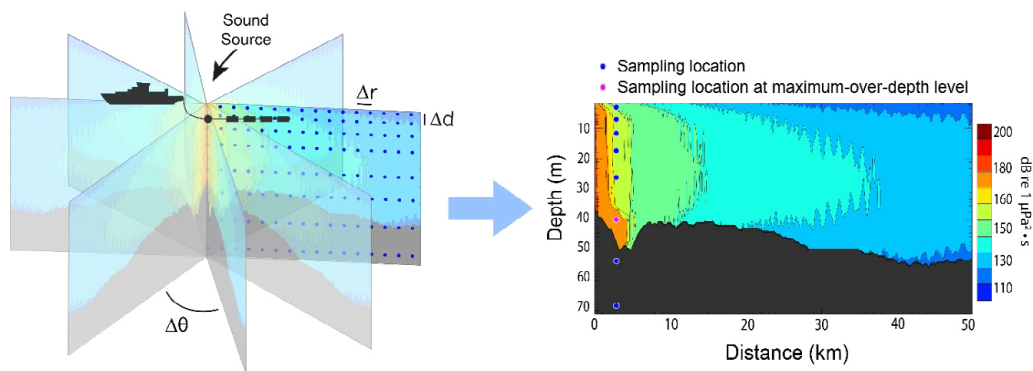 Sound
Source
Δr
Δd
Δθ
Sampling location
Sampling location at maximum-over-depth level
Depth (m)
10
20
30
40
50
60
70
0
10
20
30
40
50
Distance (km)
200
180
160
150
130
110
dB re 1 µPa²•s